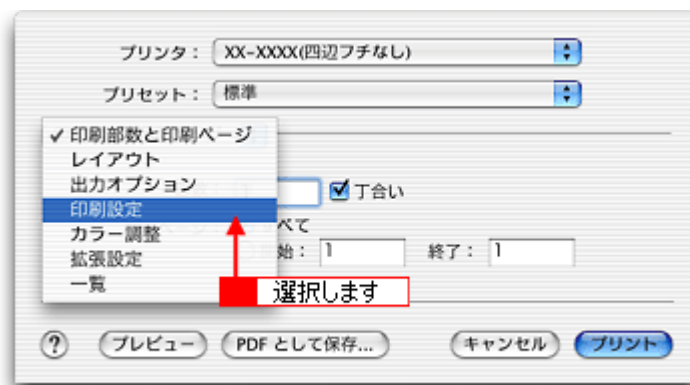 プリンタ： XX-XXXX(四辺フチなし)
プリセット： 標準
✓ 印刷部数と印刷ページ
レイアウト
出力オプション
印刷設定
カラー調整
拡張設定
一覧
丁合い
べて
始： 1 終了： 1
選択します
? プレビュー PDF として保存... キャンセル プリント